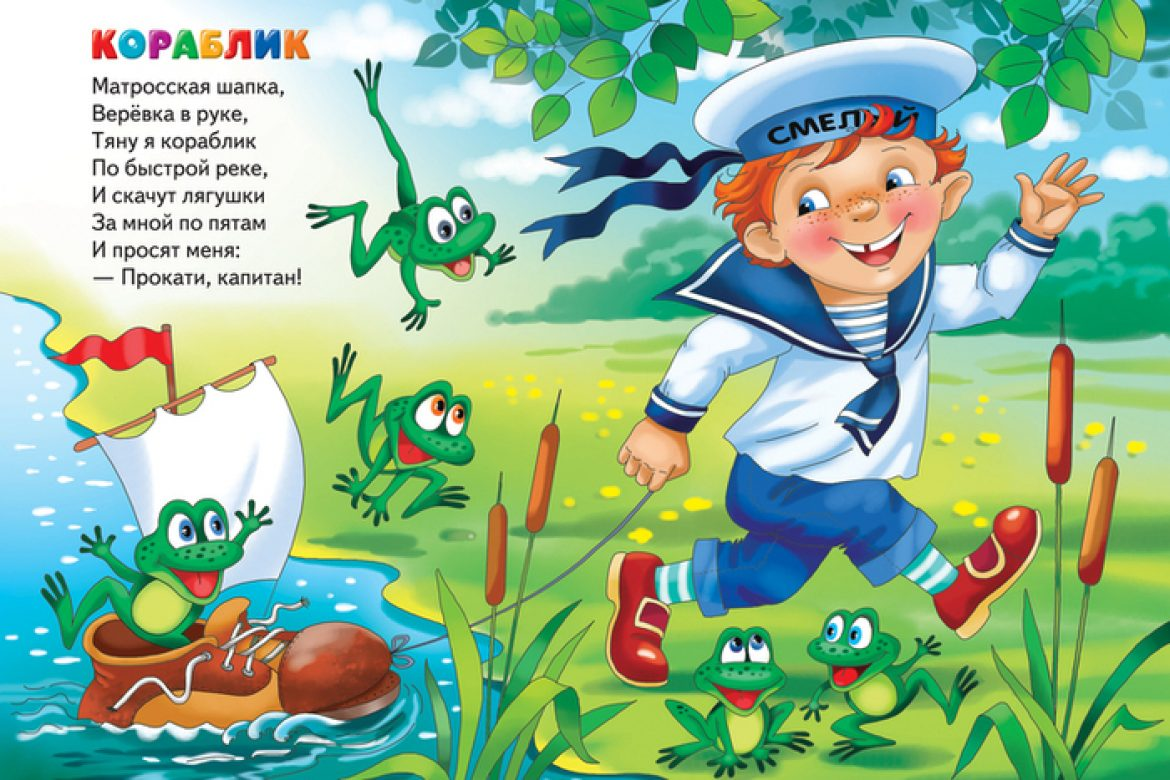 КОРАБЛИК
Матросская шапка,
Верёвка в руке,
Тяну я кораблик
По быстрой реке,
И скачут лягушки
За мной по пятам
И просят меня:
— Прокати, капитан!
СМЕЛЫЙ